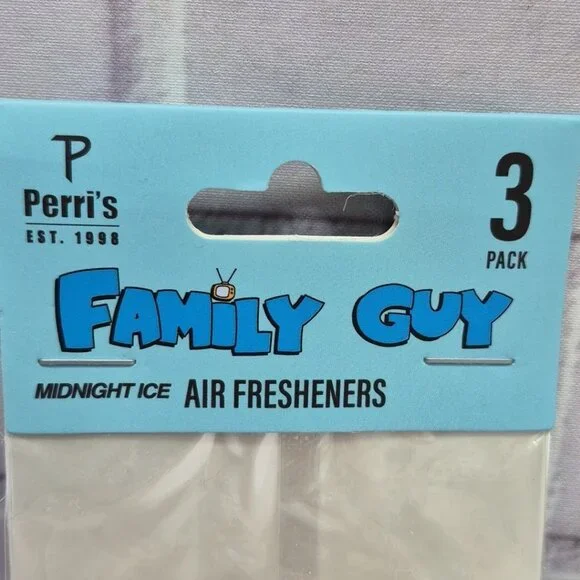 P
Perri's
EST. 1998
3
PACK
FAMILY GUY
MIDNIGHT ICE AIR FRESHENERS